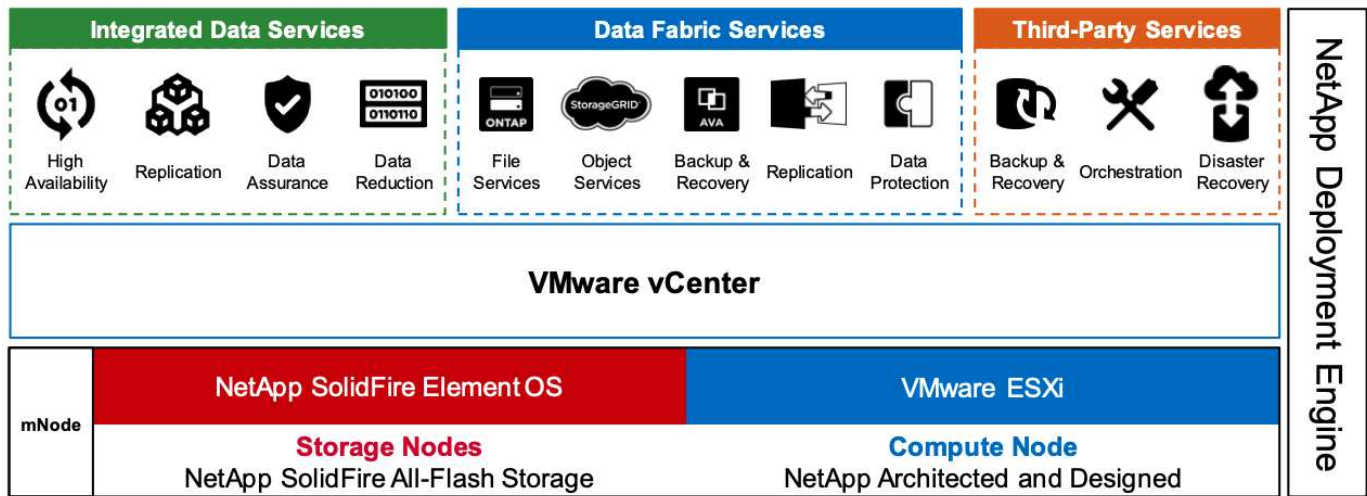 Integrated Data Services
Data Fabric Services
Third-Party Services
01
010100
0110110
ONTAP
StorageGRID
AVA
High
Availability
Replication
Data
Assurance
Data
Reduction
File
Services
Object
Services
Backup &
Recovery
Replication
Data
Protection
Backup &
Recovery
Orchestration
Disaster
Recovery
VMware vCenter
mNode
NetApp SolidFire Element OS
VMware ESXi
Storage Nodes
NetApp SolidFire All-Flash Storage
Compute Node
NetApp Architected and Designed
NetApp Deployment Engine